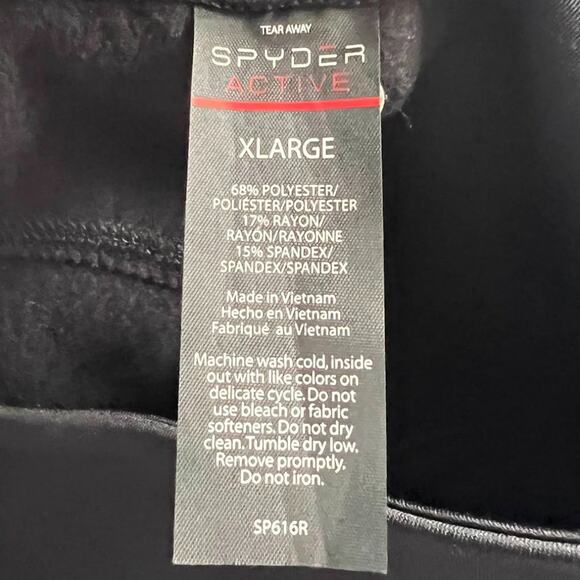 TEAR AWAY
SPYDER
ACTIVE
XLARGE
68% POLYESTER/
POLIÉSTER/POLYESTER
17% RAYON/
RAYÓN/RAYONNE
15% SPANDEX/
SPANDEX/SPANDEX
Made in Vietnam
Hecho en Vietnam
Fabriqué au Vietnam
Machine wash cold, inside
out with like colors on
delicate cycle. Do not
use bleach or fabric
softeners. Do not dry
clean. Tumble dry low.
Remove promptly.
Do not iron.
SP616R